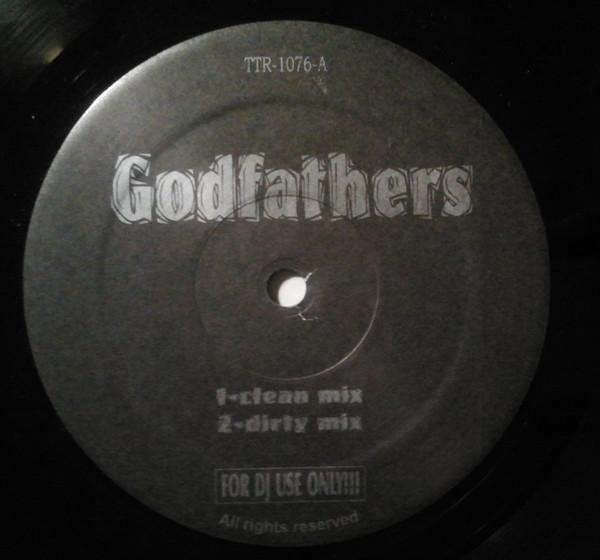 TTR-1076-A
Godfathers
1-clean mix
2-dirty mix
FOR DJ USE ONLY!!!
All rights reserved